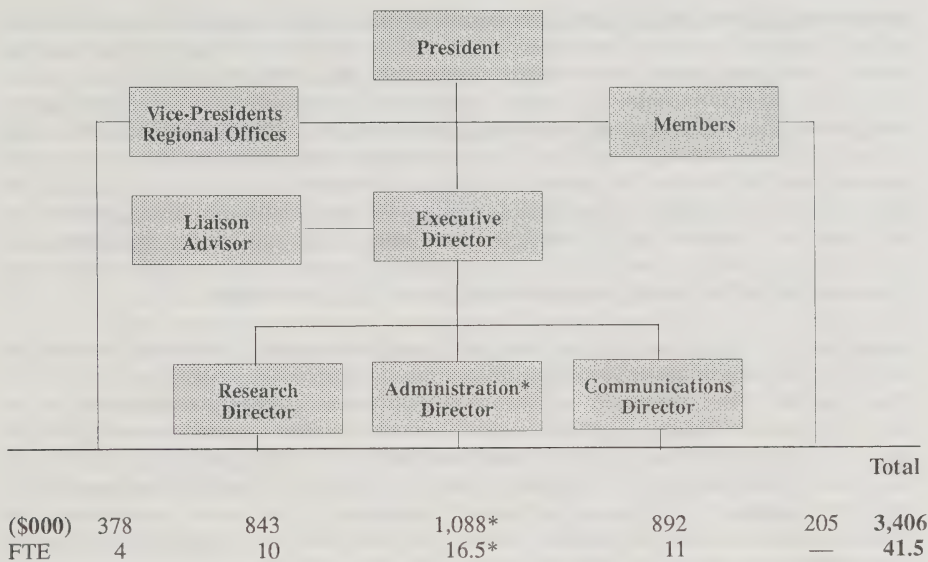 President
Vice-Presidents
Regional Offices
Members
Liaison
Advisor
Executive
Director
Research
Director
Administration*
Director
Communications
Director
Total
($000) 378 843 1,088* 892 205 3,406
FTE 4 10 16.5* 11 — 41.5